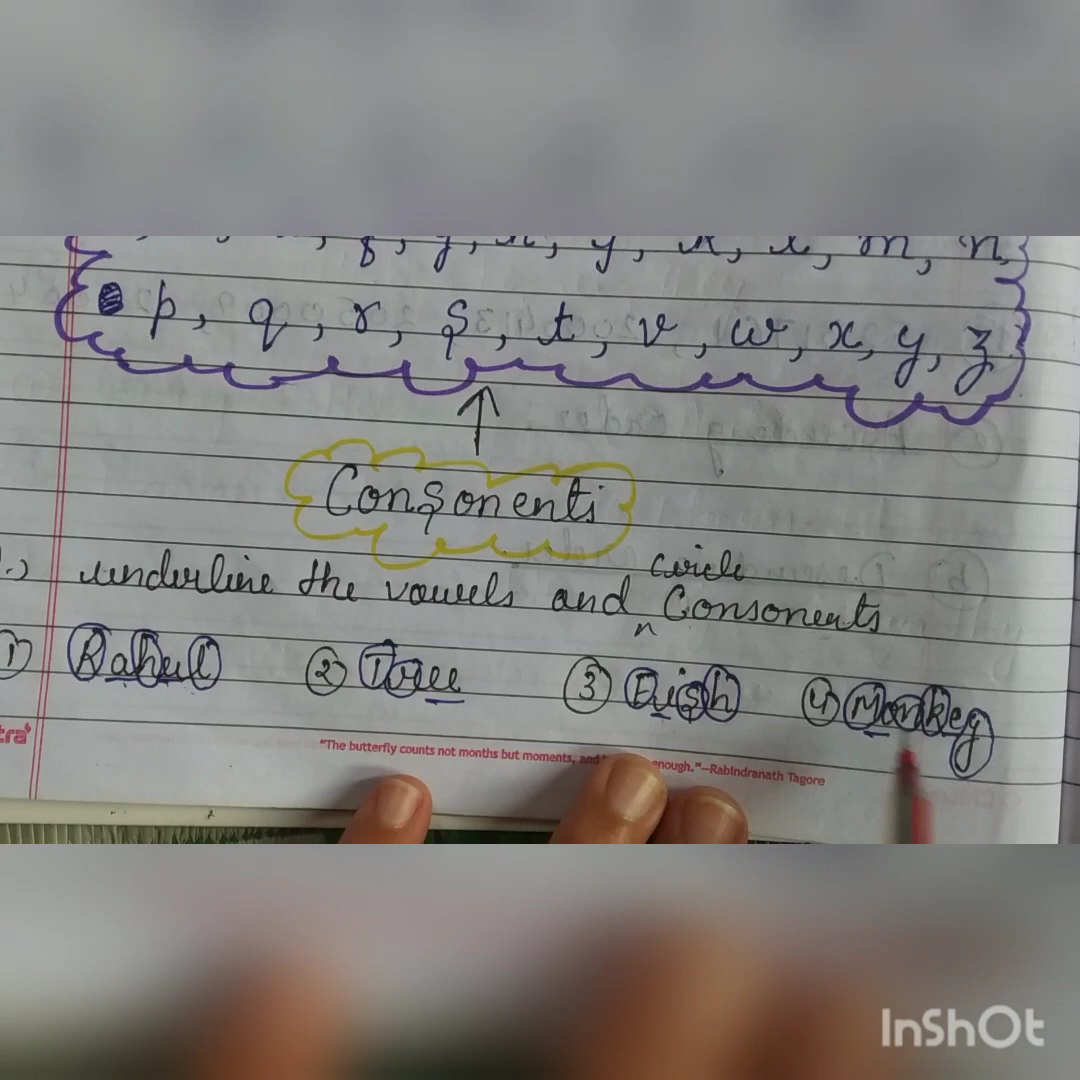 m, n,
p, q, r, s, t, v, w, x, y, z
Consonents
underline the vowels and ^ Consonents
circle
① Rahul ② Tree ③ Dish ④ Monkey
"The butterfly counts not months but moments, and enough."—Rabindranath Tagore
InShOt